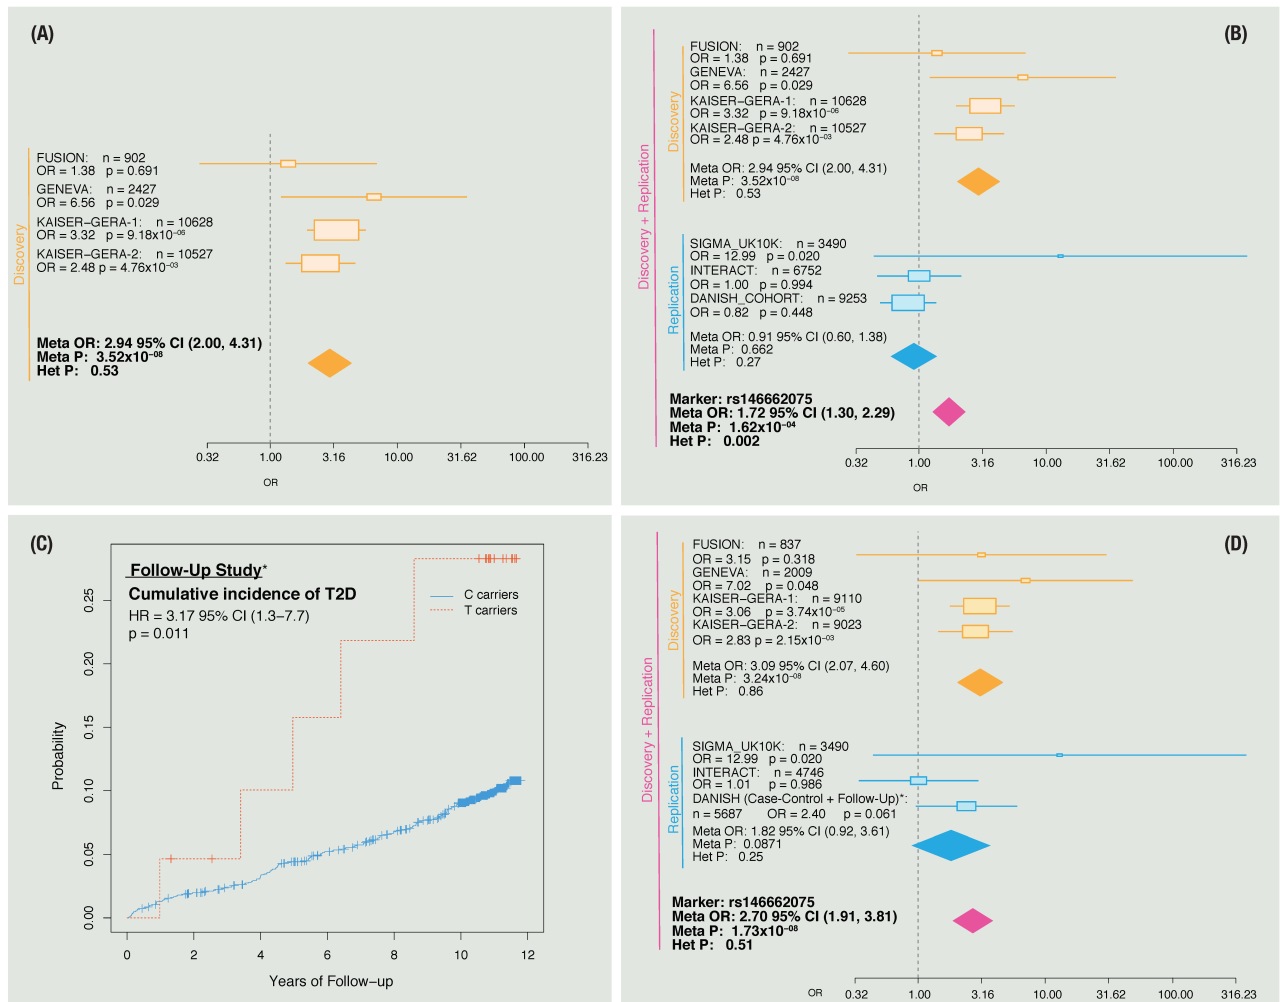 (A)
Discovery
FUSION: n = 902
OR = 1.38 p = 0.691
GENEVA: n = 2427
OR = 6.56 p = 0.029
KAISER−GERA-1: n = 10628
OR = 3.32 p = 9.18x10⁻⁰⁶
KAISER−GERA-2: n = 10527
OR = 2.48 p = 4.76x10⁻⁰³
Meta OR: 2.94 95% CI (2.00, 4.31)
Meta P: 3.52x10⁻⁰⁸
Het P: 0.53
0.32 1.00 3.16 10.00 31.62 100.00 316.23
OR
(B)
Discovery + Replication
Discovery
FUSION: n = 902
OR = 1.38 p = 0.691
GENEVA: n = 2427
OR = 6.56 p = 0.029
KAISER−GERA-1: n = 10628
OR = 3.32 p = 9.18x10⁻⁰⁶
KAISER−GERA-2: n = 10527
OR = 2.48 p = 4.76x10⁻⁰³
Meta OR: 2.94 95% CI (2.00, 4.31)
Meta P: 3.52x10⁻⁰⁸
Het P: 0.53
Replication
SIGMA_UK10K: n = 3490
OR = 12.99 p = 0.020
INTERACT: n = 6752
OR = 1.00 p = 0.994
DANISH_COHORT: n = 9253
OR = 0.82 p = 0.448
Meta OR: 0.91 95% CI (0.60, 1.38)
Meta P: 0.662
Het P: 0.27
Marker: rs146662075
Meta OR: 1.72 95% CI (1.30, 2.29)
Meta P: 1.62x10⁻⁰⁴
Het P: 0.002
0.32 1.00 3.16 10.00 31.62 100.00 316.23
OR
(C)
Follow-Up Study*
Cumulative incidence of T2D
HR = 3.17 95% CI (1.3−7.7)
p = 0.011
C carriers
T carriers
Probability
0.25
0.20
0.15
0.10
0.05
0.00
0 2 4 6 8 10 12
Years of Follow−up
(D)
Discovery + Replication
Discovery
FUSION: n = 837
OR = 3.15 p = 0.318
GENEVA: n = 2009
OR = 7.02 p = 0.048
KAISER−GERA-1: n = 9110
OR = 3.06 p = 3.74x10⁻⁰⁵
KAISER−GERA-2: n = 9023
OR = 2.83 p = 2.15x10⁻⁰³
Meta OR: 3.09 95% CI (2.07, 4.60)
Meta P: 3.24x10⁻⁰⁸
Het P: 0.86
Replication
SIGMA_UK10K: n = 3490
OR = 12.99 p = 0.020
INTERACT: n = 4746
OR = 1.01 p = 0.986
DANISH (Case-Control + Follow-Up)*:
n = 5687 OR = 2.40 p = 0.061
Meta OR: 1.82 95% CI (0.92, 3.61)
Meta P: 0.0871
Het P: 0.25
Marker: rs146662075
Meta OR: 2.70 95% CI (1.91, 3.81)
Meta P: 1.73x10⁻⁰⁸
Het P: 0.51
OR 0.32 1.00 3.16 10.00 31.62 100.00 316.23